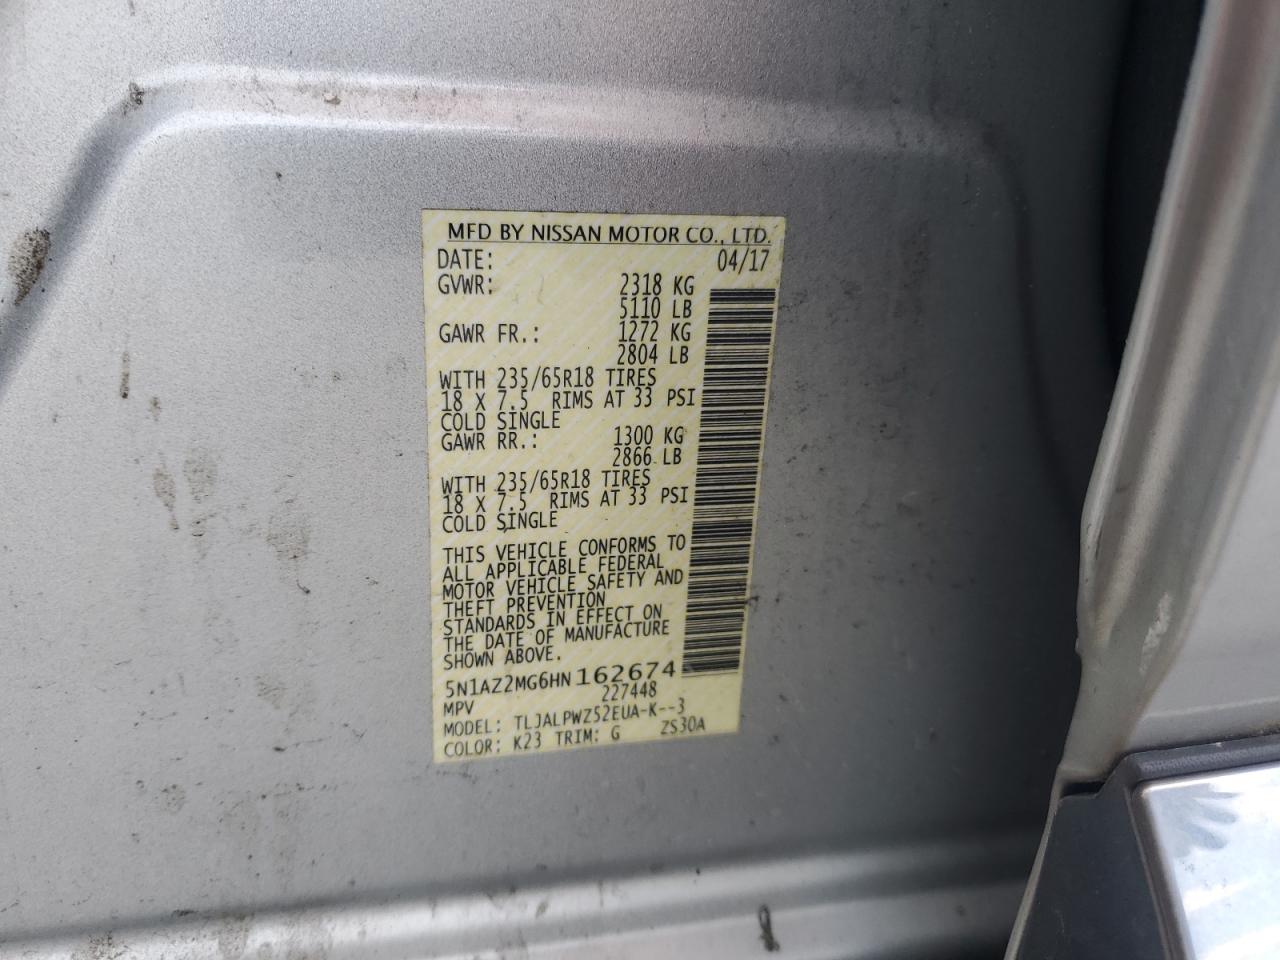 MFD BY NISSAN MOTOR CO., LTD.
DATE: 04/17
GVWR: 2318 KG
5110 LB
GAWR FR.: 1272 KG
2804 LB
WITH 235/65R18 TIRES
18 X 7.5 RIMS AT 33 PSI
COLD SINGLE
GAWR RR.: 1300 KG
2866 LB
WITH 235/65R18 TIRES
18 X 7.5 RIMS AT 33 PSI
COLD SINGLE
THIS VEHICLE CONFORMS TO
ALL APPLICABLE FEDERAL
MOTOR VEHICLE SAFETY AND
THEFT PREVENTION
STANDARDS IN EFFECT ON
THE DATE OF MANUFACTURE
SHOWN ABOVE.
5N1AZ2MG6HN162674
MPV 227448
MODEL: TLJALPWZ52EUA-K--3
COLOR: K23 TRIM: G ZS30A